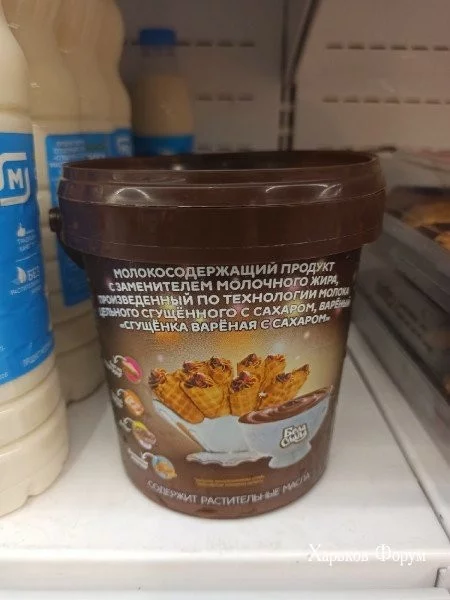 МОЛОКОСОДЕРЖАЩИЙ ПРОДУКТ
С ЗАМЕНИТЕЛЕМ МОЛОЧНОГО ЖИРА,
ПРОИЗВЕДЕННЫЙ ПО ТЕХНОЛОГИИ МОЛОКА
ЦЕЛЬНОГО СГУЩЁННОГО С САХАРОМ, ВАРЁНЫЙ
«СГУЩЁНКА ВАРЁНАЯ С САХАРОМ»
СОДЕРЖИТ РАСТИТЕЛЬНЫЕ МАСЛА
М
БЕЗ
Харьков Форум